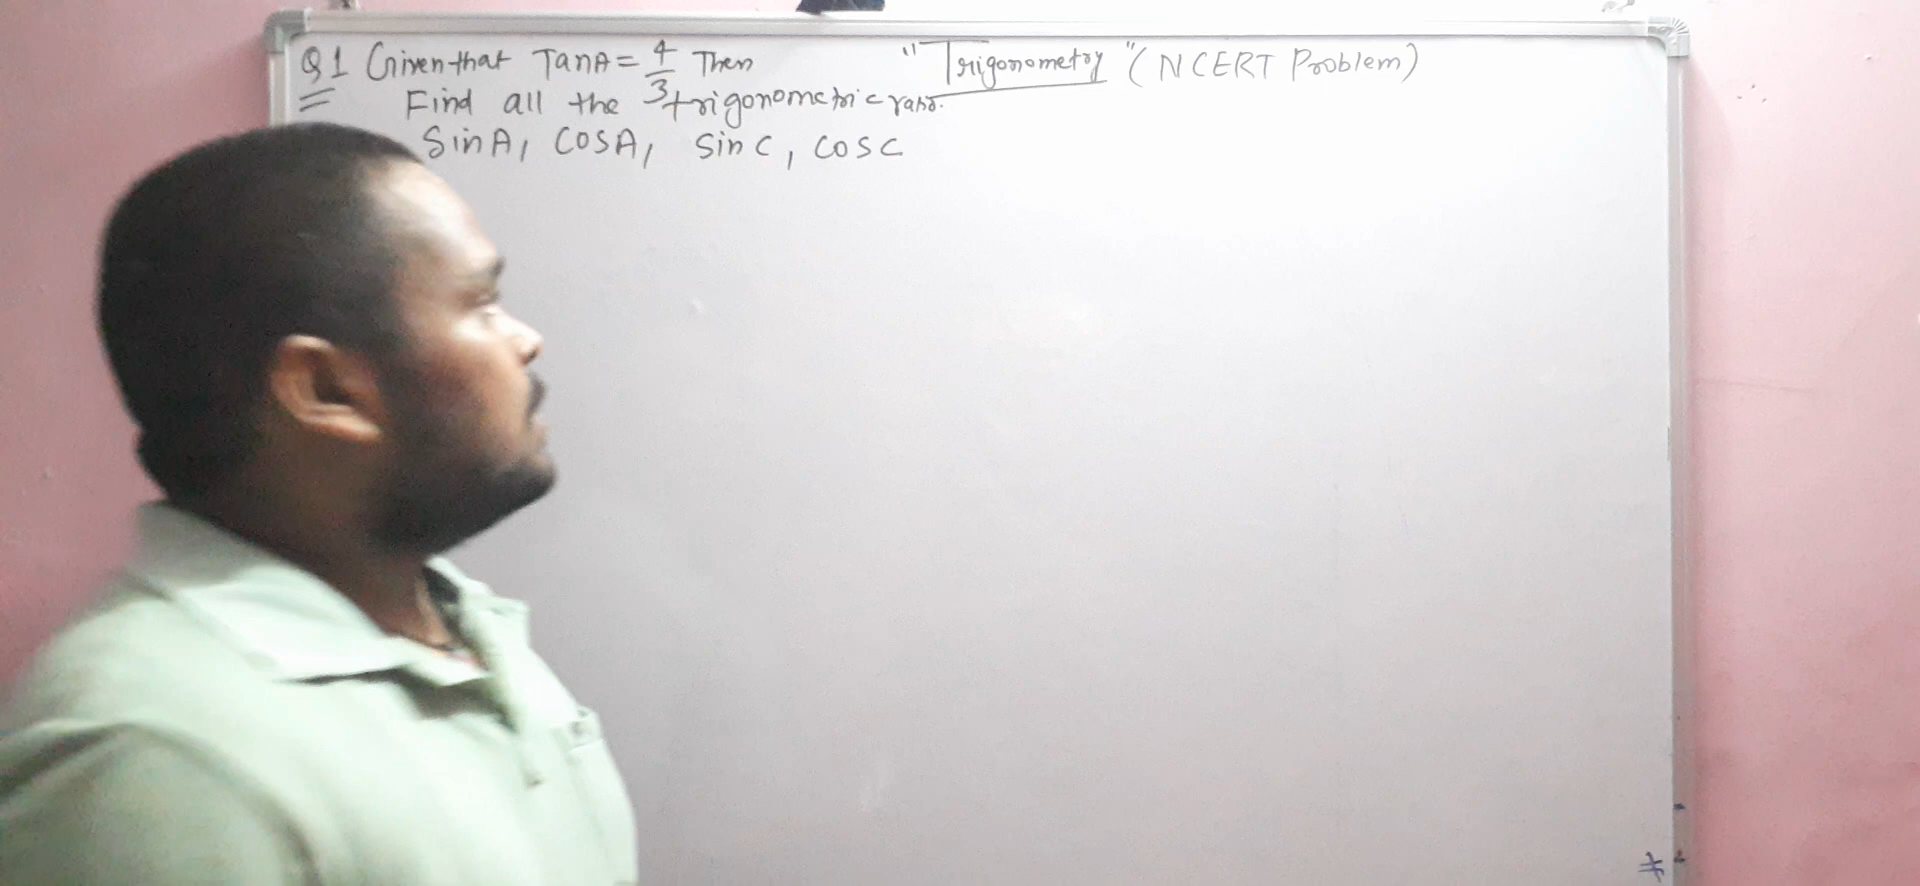 Q1 Given that TanA = 4/3 Then
"Trigonometry" (NCERT Problem)
Find all the trigonometric ratio.
SinA, COSA, Sin C, COS C